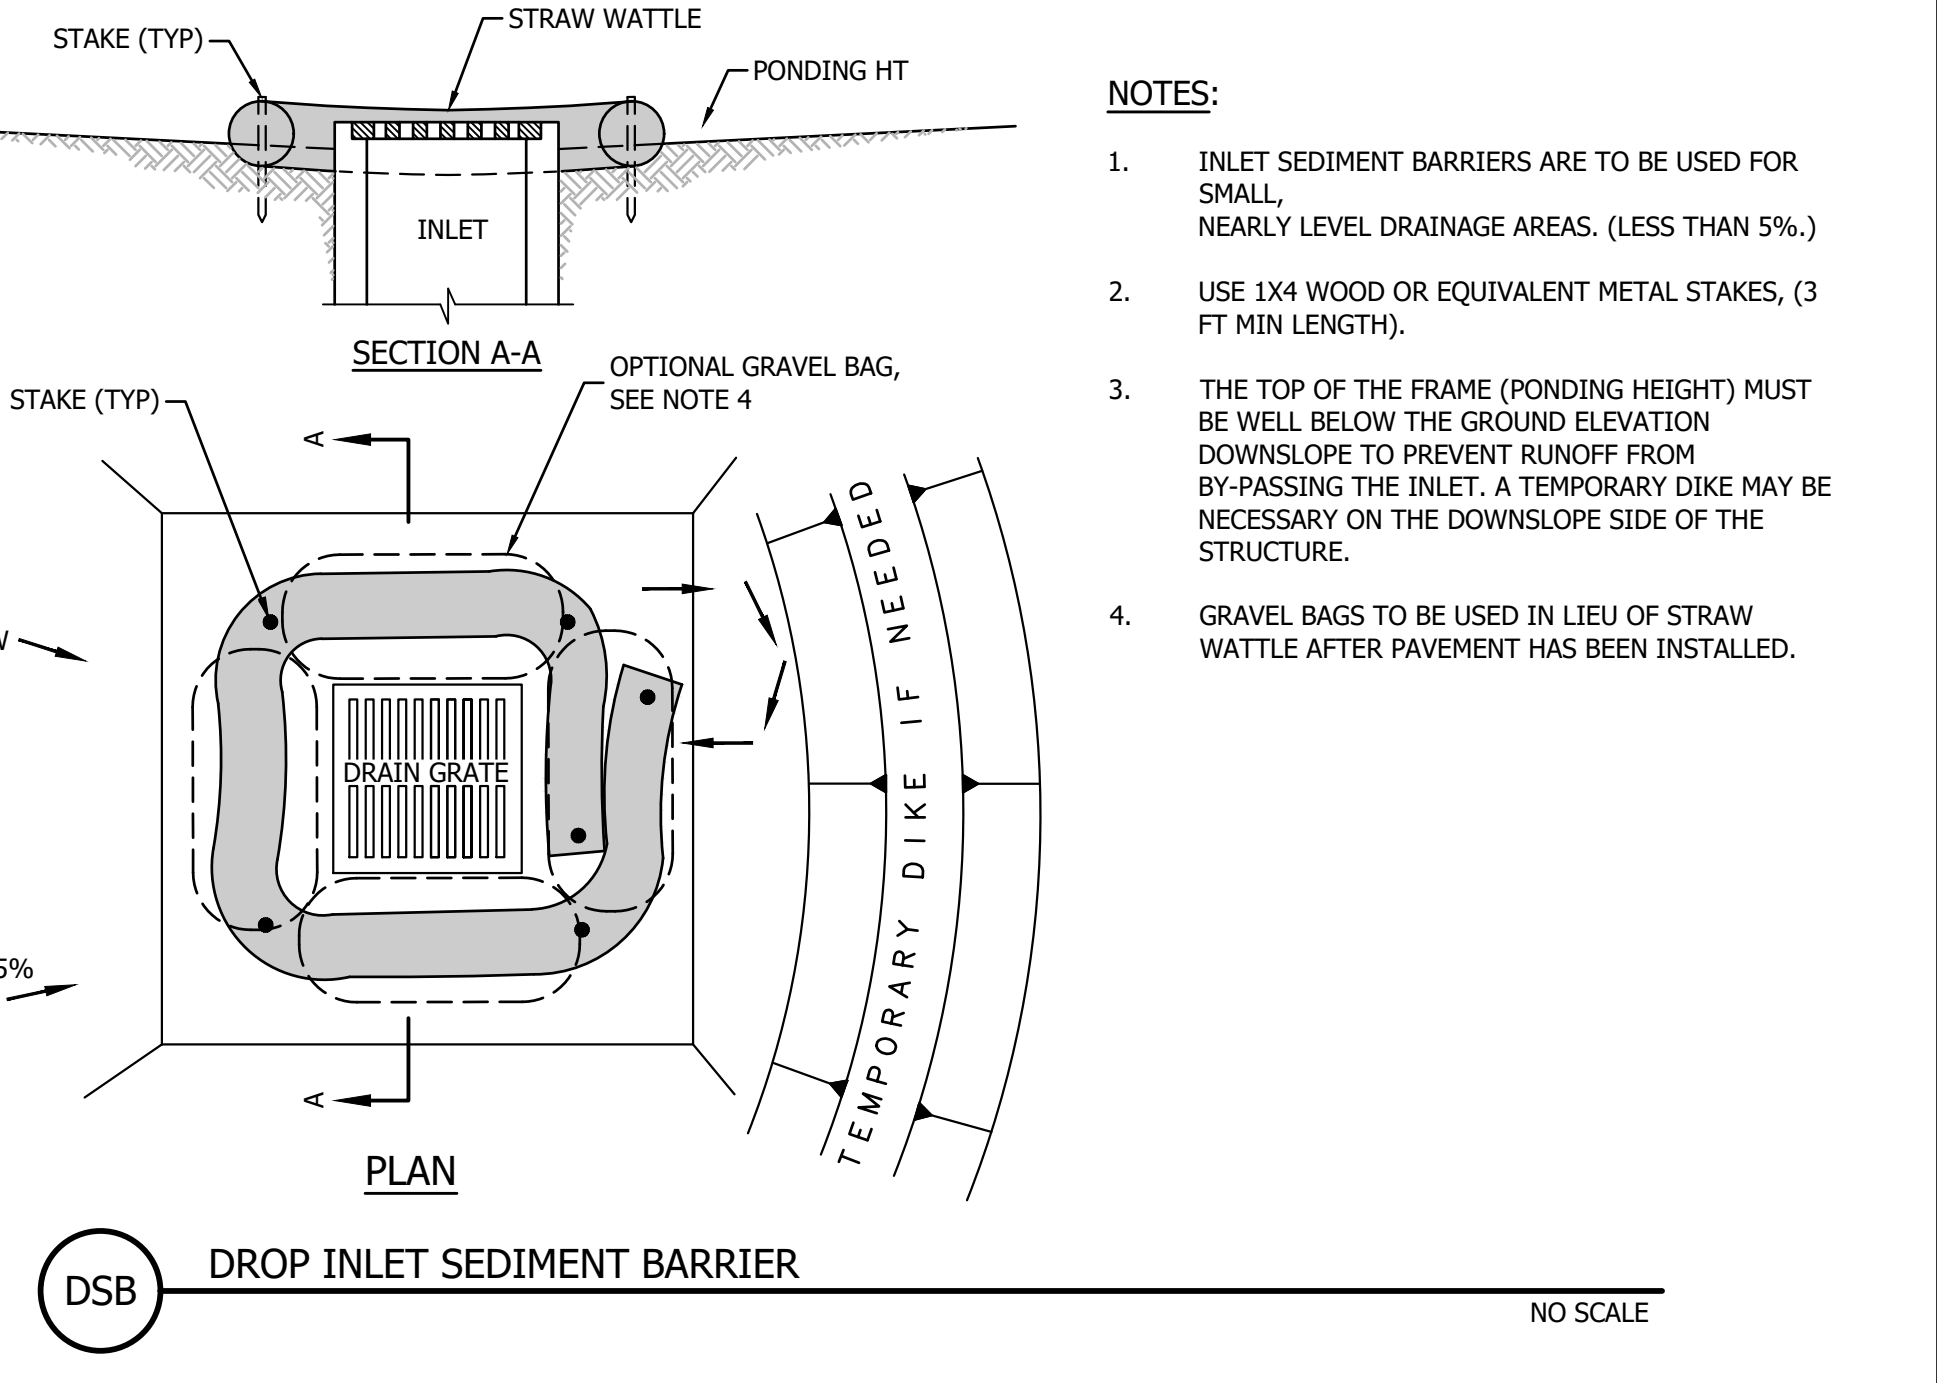 STRAW WATTLE
STAKE (TYP)
PONDING HT
INLET
SECTION A-A
OPTIONAL GRAVEL BAG,
SEE NOTE 4
STAKE (TYP)
A
DRAIN GRATE
5%
A
TEMPORARY DIKE IF NEEDED
PLAN
NOTES:
1. INLET SEDIMENT BARRIERS ARE TO BE USED FOR
SMALL,
NEARLY LEVEL DRAINAGE AREAS. (LESS THAN 5%.)
2. USE 1X4 WOOD OR EQUIVALENT METAL STAKES, (3
FT MIN LENGTH).
3. THE TOP OF THE FRAME (PONDING HEIGHT) MUST
BE WELL BELOW THE GROUND ELEVATION
DOWNSLOPE TO PREVENT RUNOFF FROM
BY-PASSING THE INLET. A TEMPORARY DIKE MAY BE
NECESSARY ON THE DOWNSLOPE SIDE OF THE
STRUCTURE.
4. GRAVEL BAGS TO BE USED IN LIEU OF STRAW
WATTLE AFTER PAVEMENT HAS BEEN INSTALLED.
DSB
DROP INLET SEDIMENT BARRIER
NO SCALE